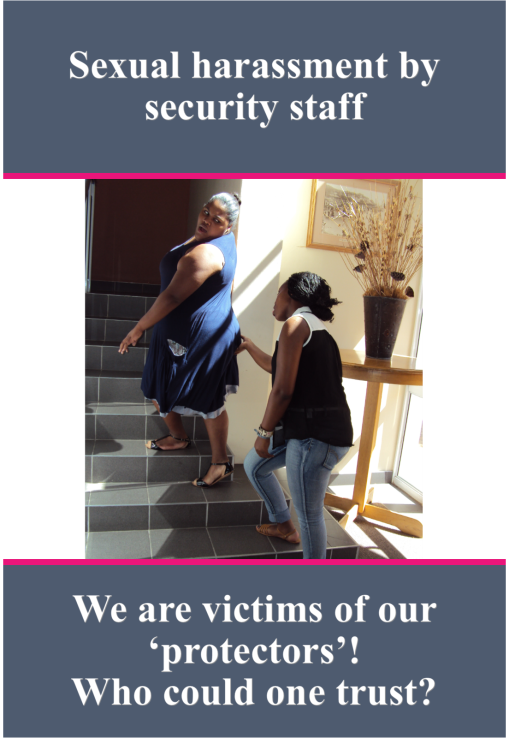 Sexual harassment by
security staff
We are victims of our
‘protectors’!
Who could one trust?